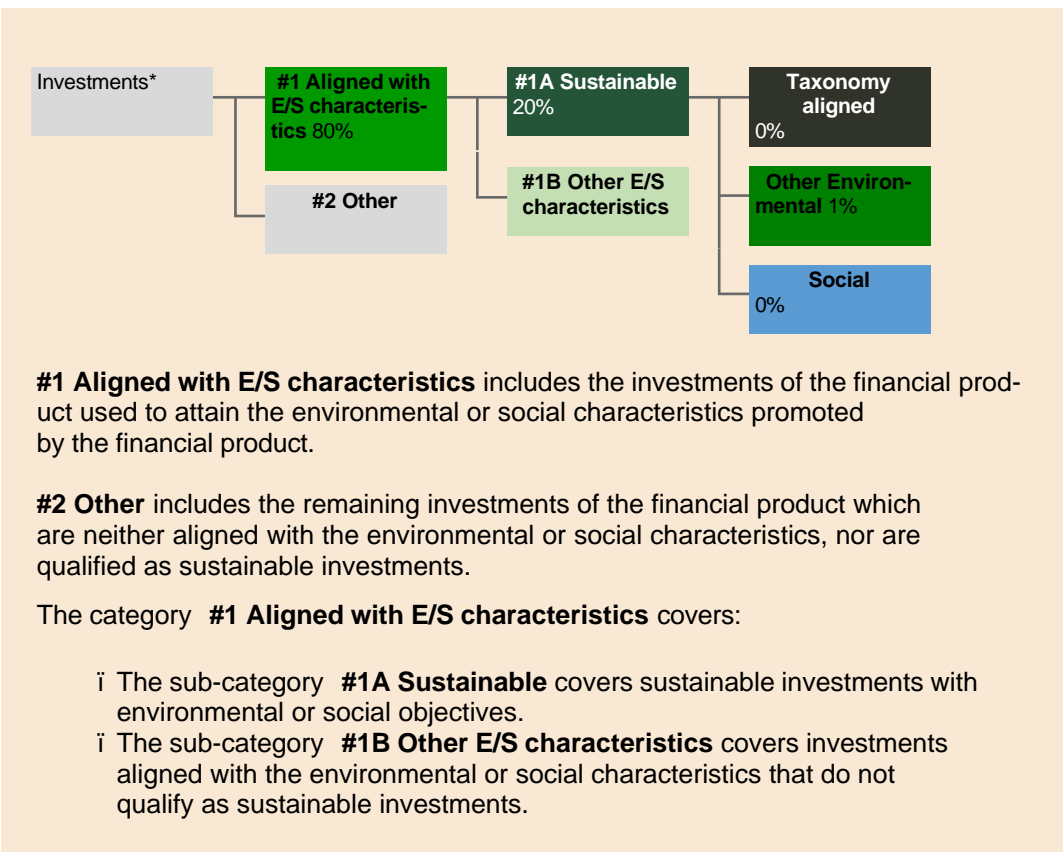 Investments*
#1 Aligned with
E/S characteris-
tics 80%
#2 Other
#1A Sustainable
20%
#1B Other E/S
characteristics
Taxonomy
aligned
0%
Other Environ-
mental 1%
Social
0%
#1 Aligned with E/S characteristics includes the investments of the financial prod-
uct used to attain the environmental or social characteristics promoted
by the financial product.
#2 Other includes the remaining investments of the financial product which
are neither aligned with the environmental or social characteristics, nor are
qualified as sustainable investments.
The category #1 Aligned with E/S characteristics covers:
ï The sub-category #1A Sustainable covers sustainable investments with
environmental or social objectives.
ï The sub-category #1B Other E/S characteristics covers investments
aligned with the environmental or social characteristics that do not
qualify as sustainable investments.